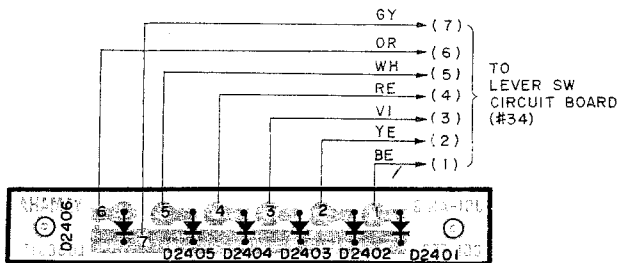 GY (7)
OR (6)
WH (5)
RE (4)
VI (3)
YE (2)
BE (1)
TO
LEVER SW
CIRCUIT BOARD
(#34)
6 5 4 3 2 1
7
D2406 D2405 D2404 D2403 D2402 D2401